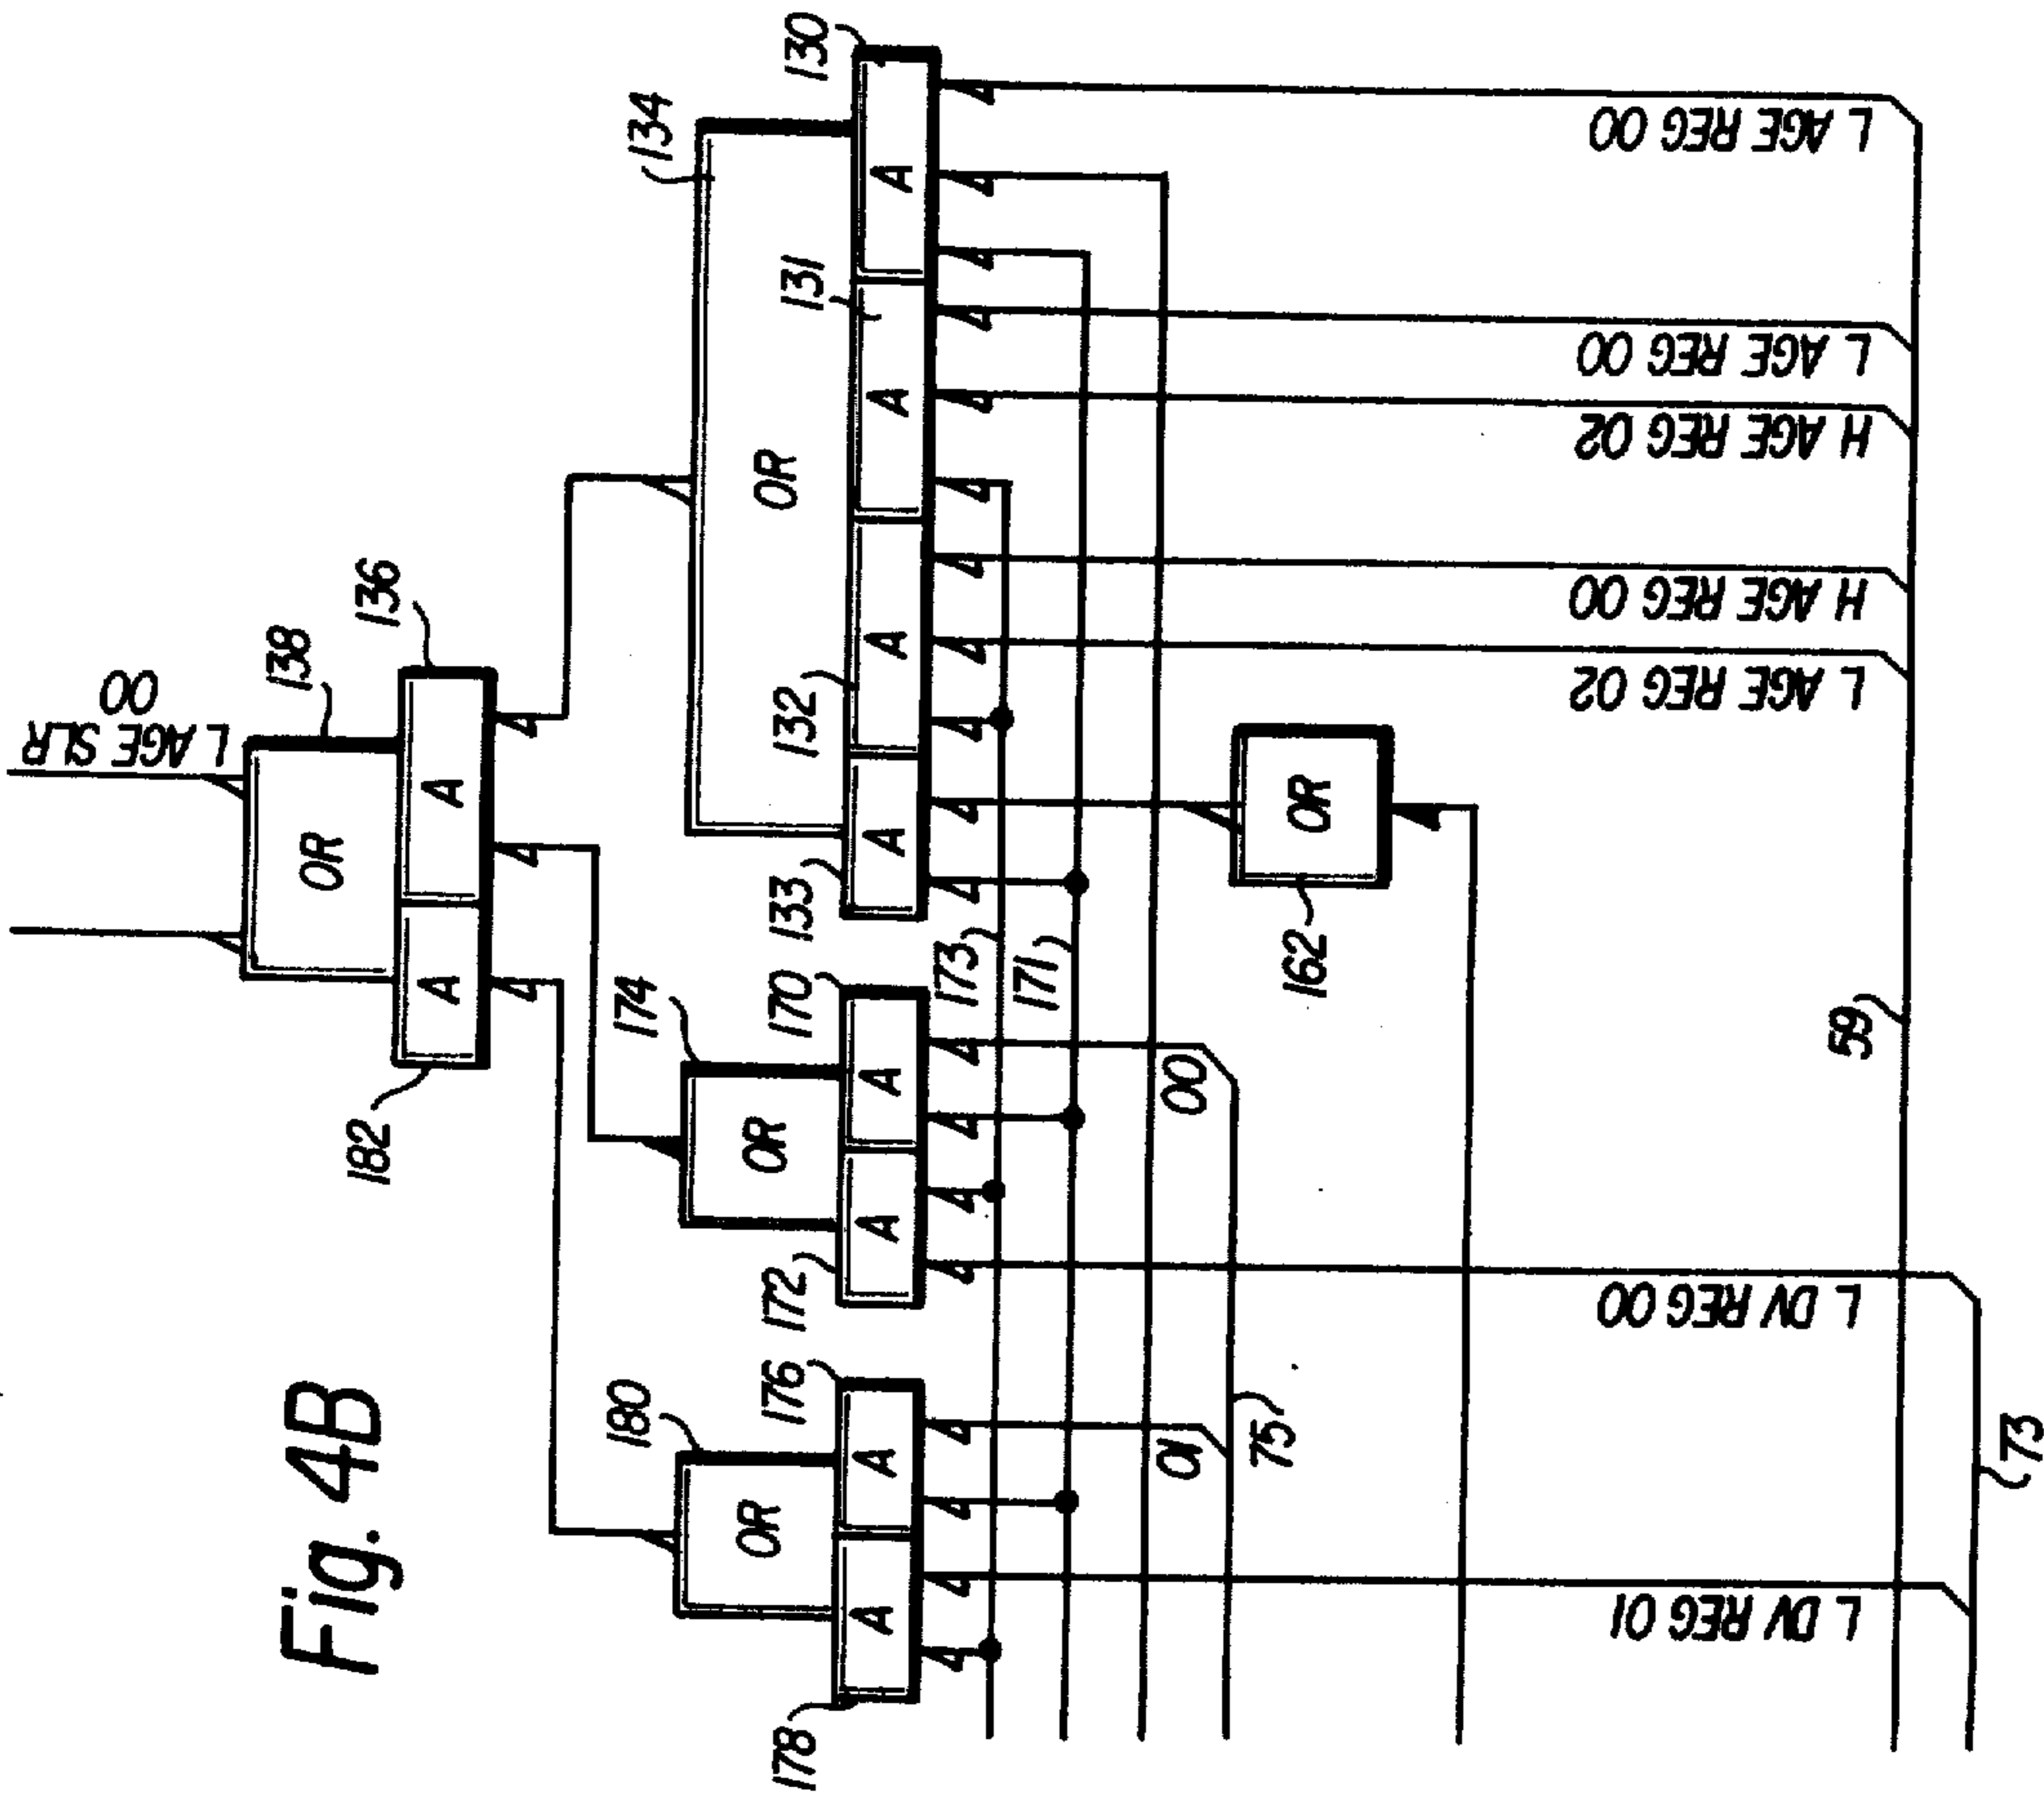 Fig. 4B
L AGE SLR
00
138
OR
136
A
A
182
134
OR
130
A
131
A
132
A
133
A
174
OR
170
A
172
A
180
OR
176
A
178
A
173
171
162
OR
00
01
75
59
73
L AGE REG 00
L AGE REG 00
H AGE REG 02
H AGE REG 00
L AGE REG 02
L DV REG 00
L DV REG 01